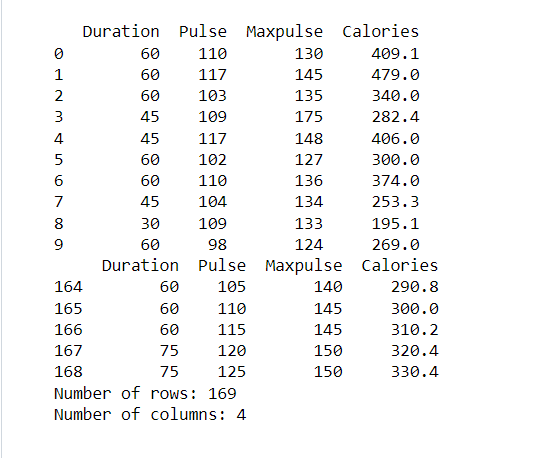 Duration Pulse Maxpulse Calories
0 60 110 130 409.1
1 60 117 145 479.0
2 60 103 135 340.0
3 45 109 175 282.4
4 45 117 148 406.0
5 60 102 127 300.0
6 60 110 136 374.0
7 45 104 134 253.3
8 30 109 133 195.1
9 60 98 124 269.0
Duration Pulse Maxpulse Calories
164 60 105 140 290.8
165 60 110 145 300.0
166 60 115 145 310.2
167 75 120 150 320.4
168 75 125 150 330.4
Number of rows: 169
Number of columns: 4